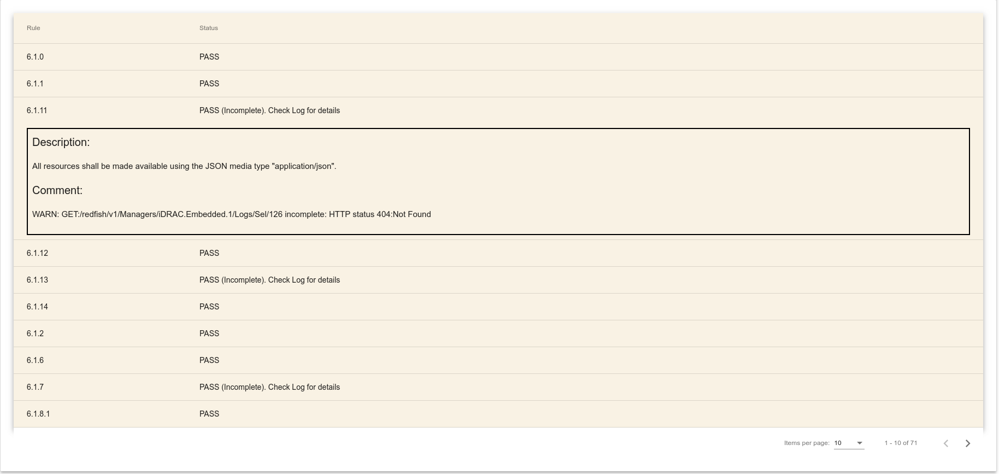 Rule Status
6.1.0 PASS
6.1.1 PASS
6.1.11 PASS (Incomplete). Check Log for details
Description:
All resources shall be made available using the JSON media type "application/json".
Comment:
WARN: GET:/redfish/v1/Managers/iDRAC.Embedded.1/Logs/Sel/126 incomplete: HTTP status 404:Not Found
6.1.12 PASS
6.1.13 PASS (Incomplete). Check Log for details
6.1.14 PASS
6.1.2 PASS
6.1.6 PASS
6.1.7 PASS (Incomplete). Check Log for details
6.1.8.1 PASS
Items per page: 10 1 - 10 of 71